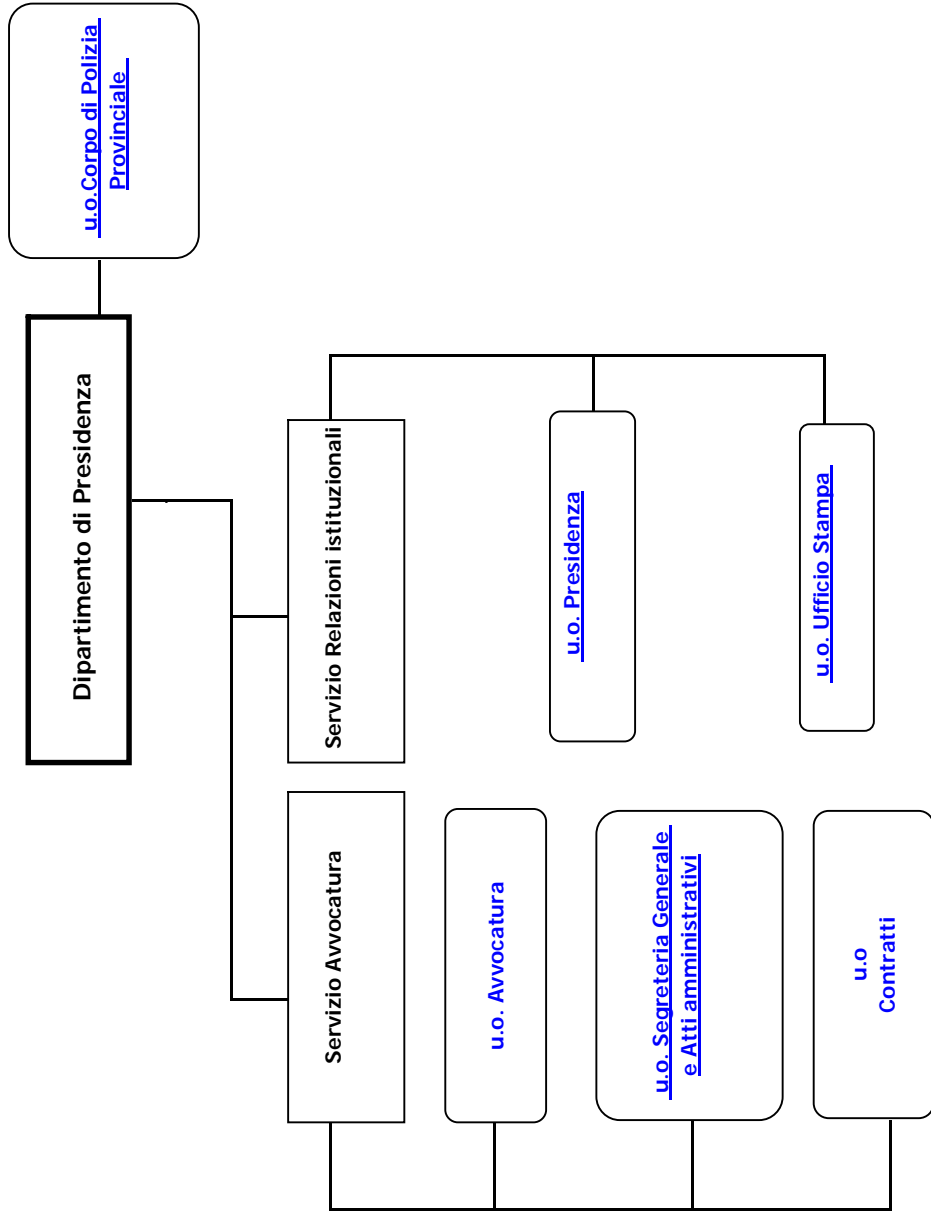 Dipartimento di Presidenza
u.o.Corpo di Polizia
Provinciale
Servizio Avvocatura
Servizio Relazioni istituzionali
u.o. Avvocatura
u.o. Segreteria Generale
e Atti amministrativi
u.o
Contratti
u.o. Presidenza
u.o. Ufficio Stampa